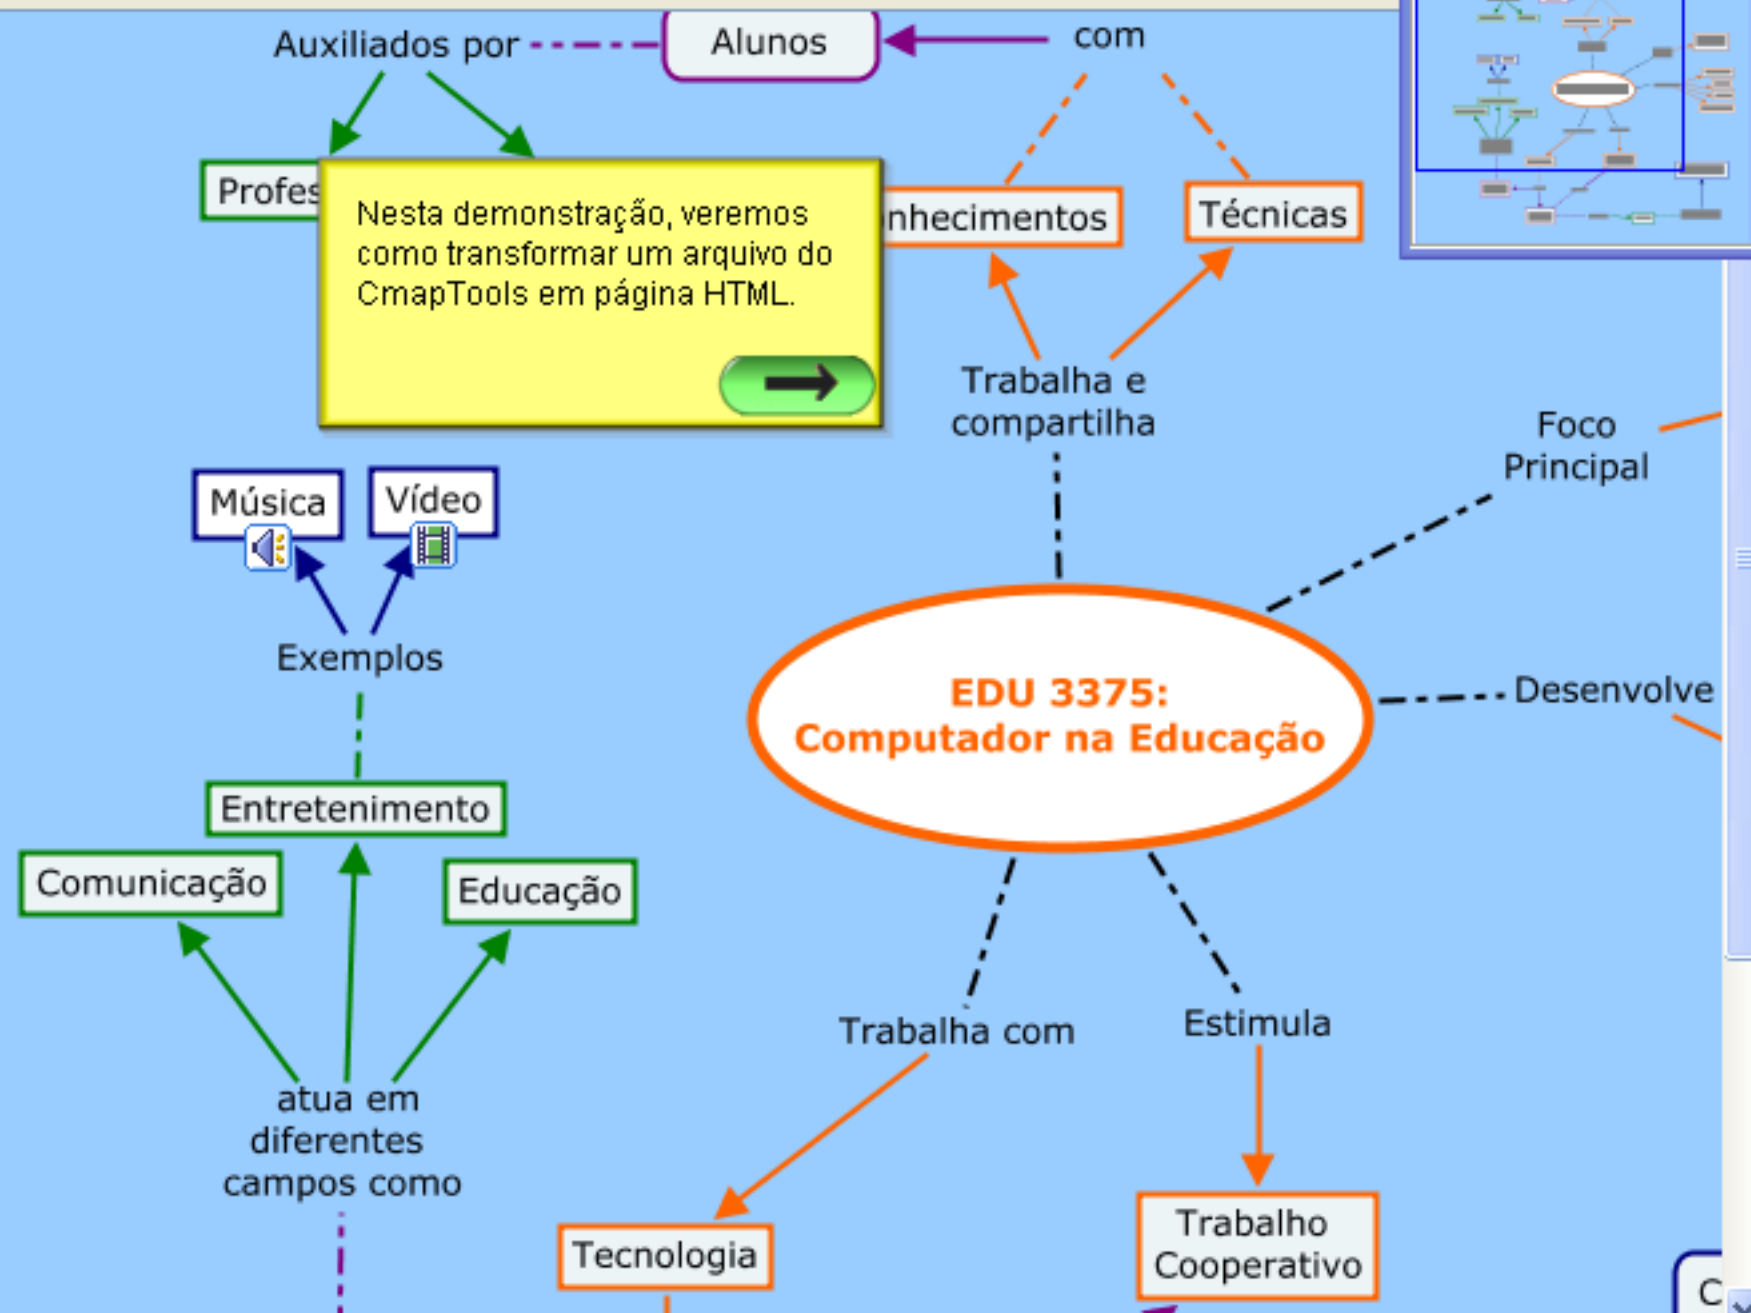 Auxiliados por
Alunos
com
Nesta demonstração, veremos
como transformar um arquivo do
CmapTools em página HTML.
Técnicas
Trabalha e
compartilha
Foco
Principal
Música
Vídeo
Exemplos
EDU 3375:
Computador na Educação
Desenvolve
Entretenimento
Comunicação
Educação
Trabalha com
Estimula
atua em
diferentes
campos como
Tecnologia
Trabalho
Cooperativo